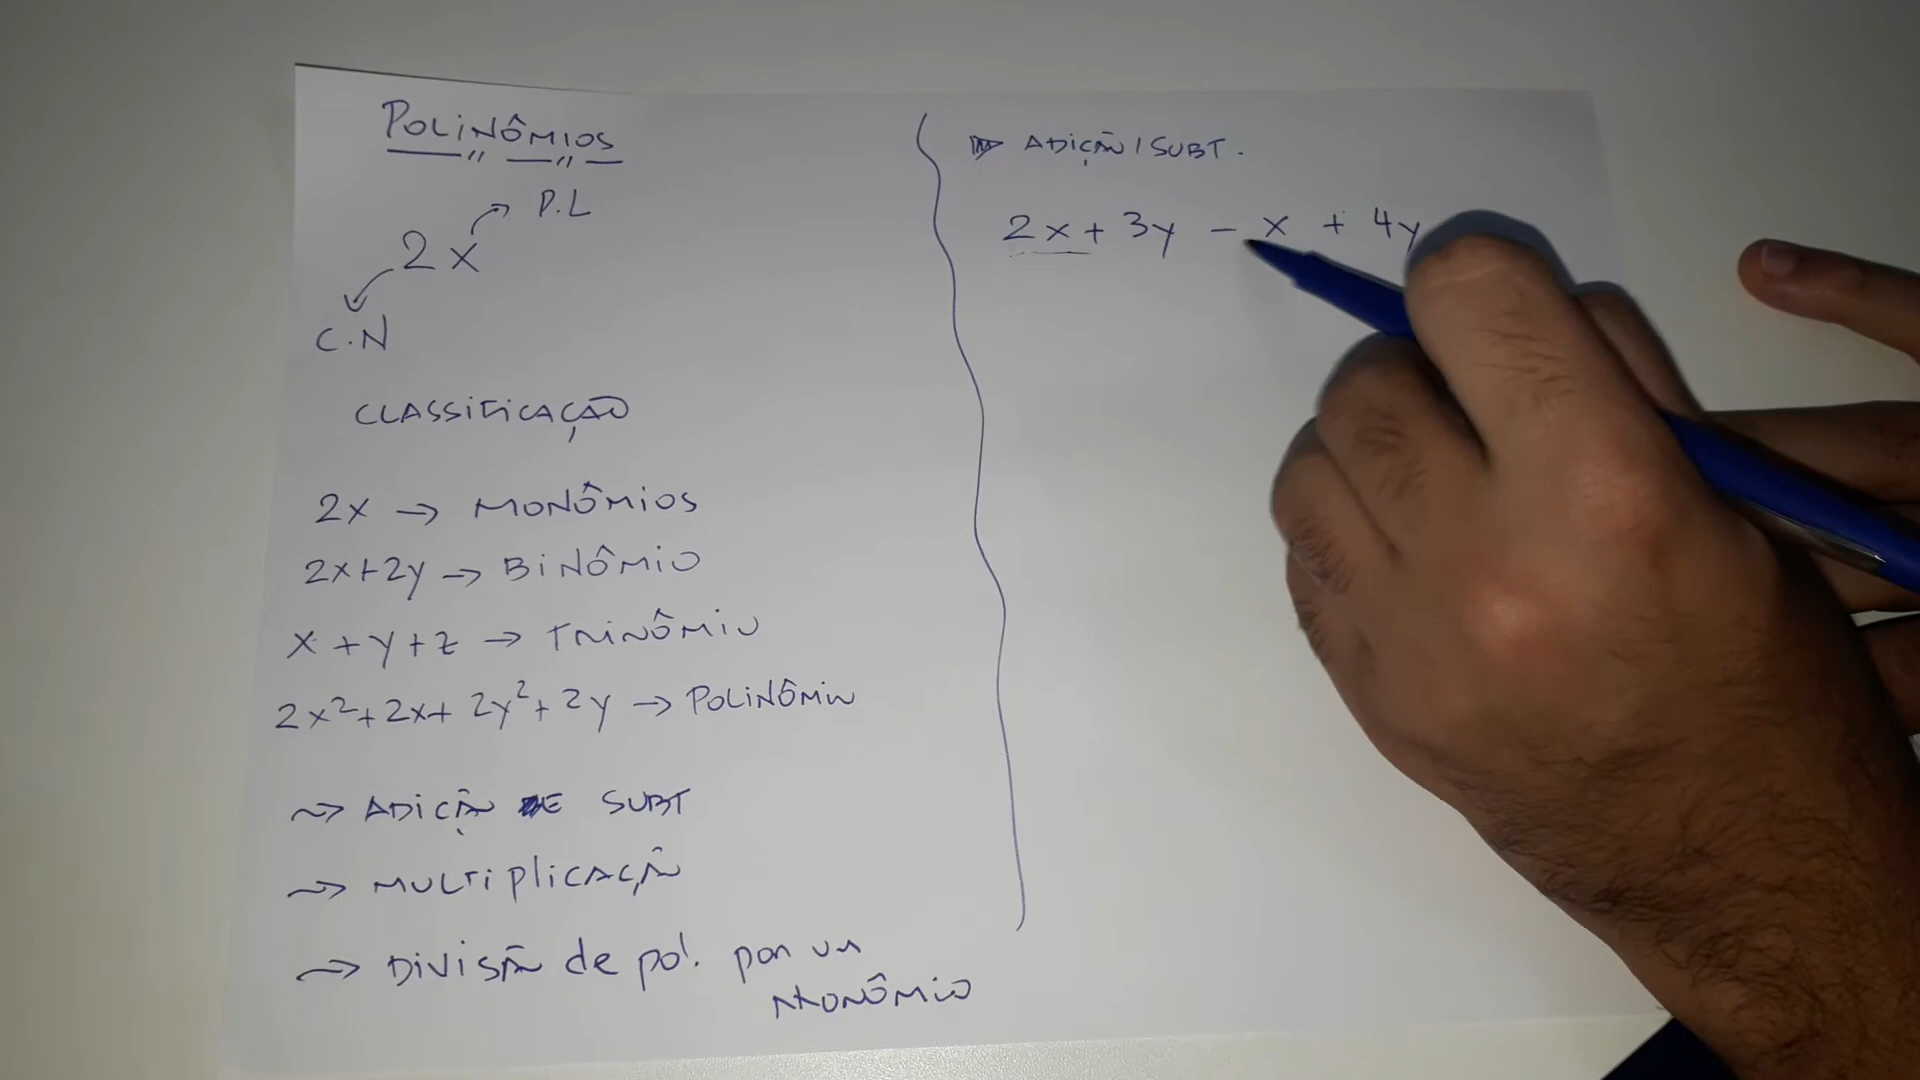 POLINÔMIOS
P.L
2x
C.N
CLASSIFICAÇÃO
2x → MONÔMIOS
2x+2y → BINÔMIO
x + y + z → TRINÔMIO
2x²+2x+ 2y²+ 2y → POLINÔMIO
~> ADIÇÃO E SUBT
~> MULTIPLICAÇÃO
~> DIVISÃO de pol. por um
MONÔMIO
ADIÇÃO / SUBT.
2x + 3y - x + 4y